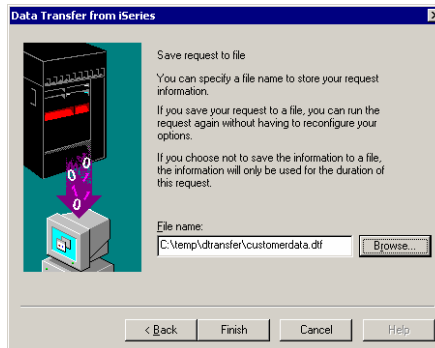 Data Transfer from iSeries
Save request to file
You can specify a file name to store your request
information.
If you save your request to a file, you can run the
request again without having to reconfigure your
options.
If you choose not to save the information to a file,
the information will only be used for the duration of
this request.
0
0
0
File name:
C:\temp\dtransfer\customerdata.dtf
Browse...
< Back
Finish
Cancel
Help